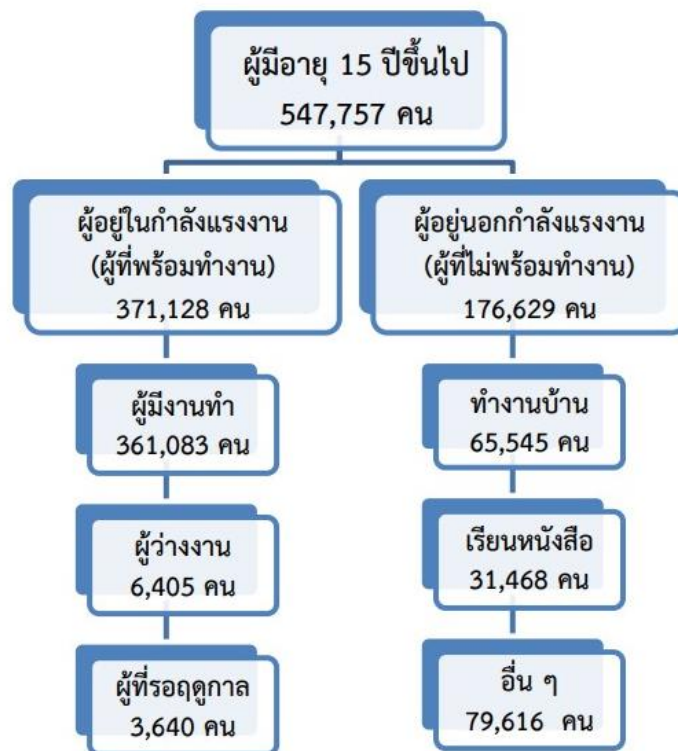 ผู้มีอายุ 15 ปีขึ้นไป
547,757 คน
ผู้อยู่ในกำลังแรงงาน
(ผู้ที่พร้อมทำงาน)
371,128 คน
ผู้มีงานทำ
361,083 คน
ผู้ว่างงาน
6,405 คน
ผู้ที่รอฤดูกาล
3,640 คน
ผู้อยู่นอกกำลังแรงงาน
(ผู้ที่ไม่พร้อมทำงาน)
176,629 คน
ทำงานบ้าน
65,545 คน
เรียนหนังสือ
31,468 คน
อื่น ๆ
79,616 คน